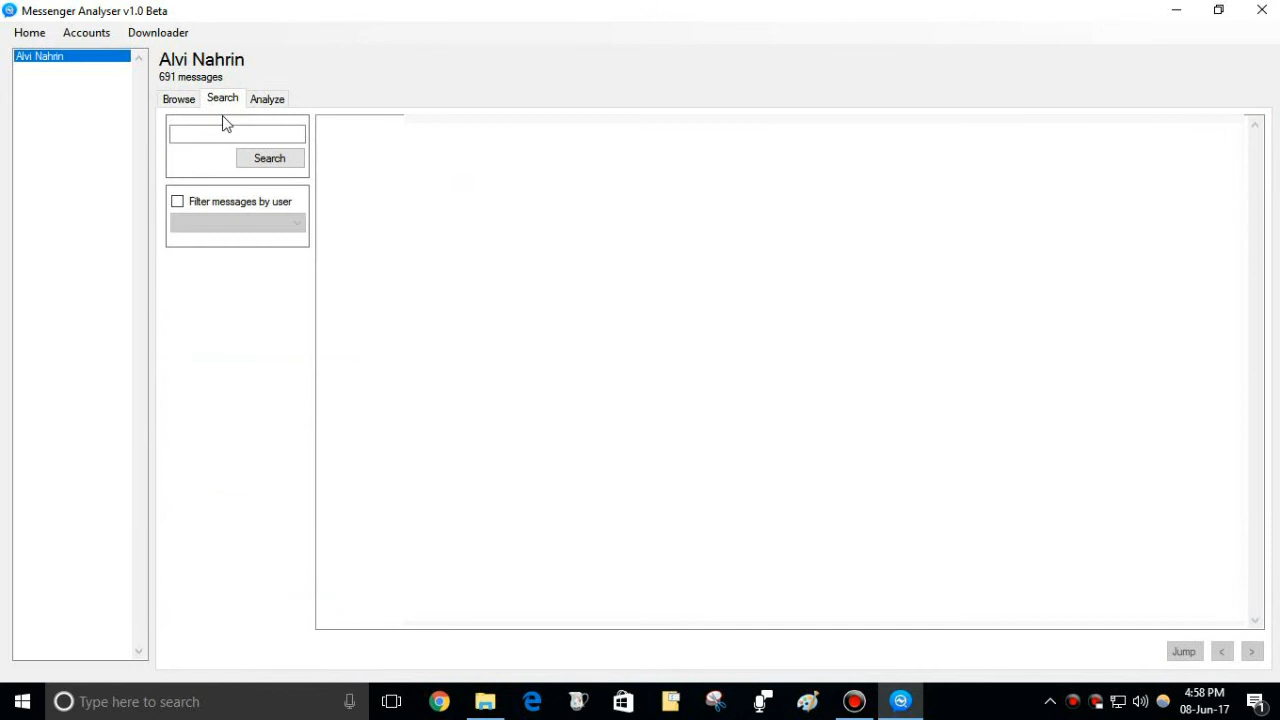 Messenger Analyser v1.0 Beta
Home Accounts Downloader
Alvi Nahrin
Alvi Nahrin
691 messages
Browse Search Analyze
Search
Filter messages by user
Jump < >
Type here to search
4:58 PM
08-Jun-17
1